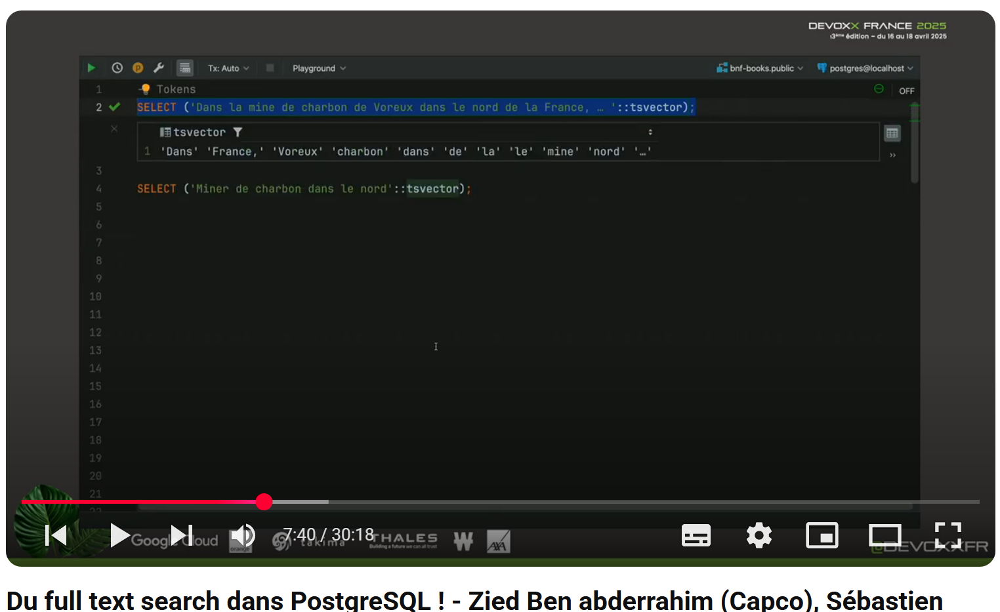 DEVOXX FRANCE 2025
13ème édition – du 16 au 18 avril 2025
Tx: Auto Playground bnf-books.public postgres@localhost
1 Tokens OFF
2 SELECT ('Dans la mine de charbon de Voreux dans le nord de la France, … '::tsvector);
tsvector
1 'Dans' 'France,' 'Voreux' 'charbon' 'dans' 'de' 'la' 'le' 'mine' 'nord' '…'
3
4 SELECT ('Miner de charbon dans le nord'::tsvector);
5
6
7
8
9
10
11
12
13
14
15
16
17
18
19
20
21
22
7:40 / 30:18
Google Cloud orange takima THALES W AXA
Building a future we can all trust
@DEVOXXFR
Du full text search dans PostgreSQL ! - Zied Ben abderrahim (Capco), Sébastien